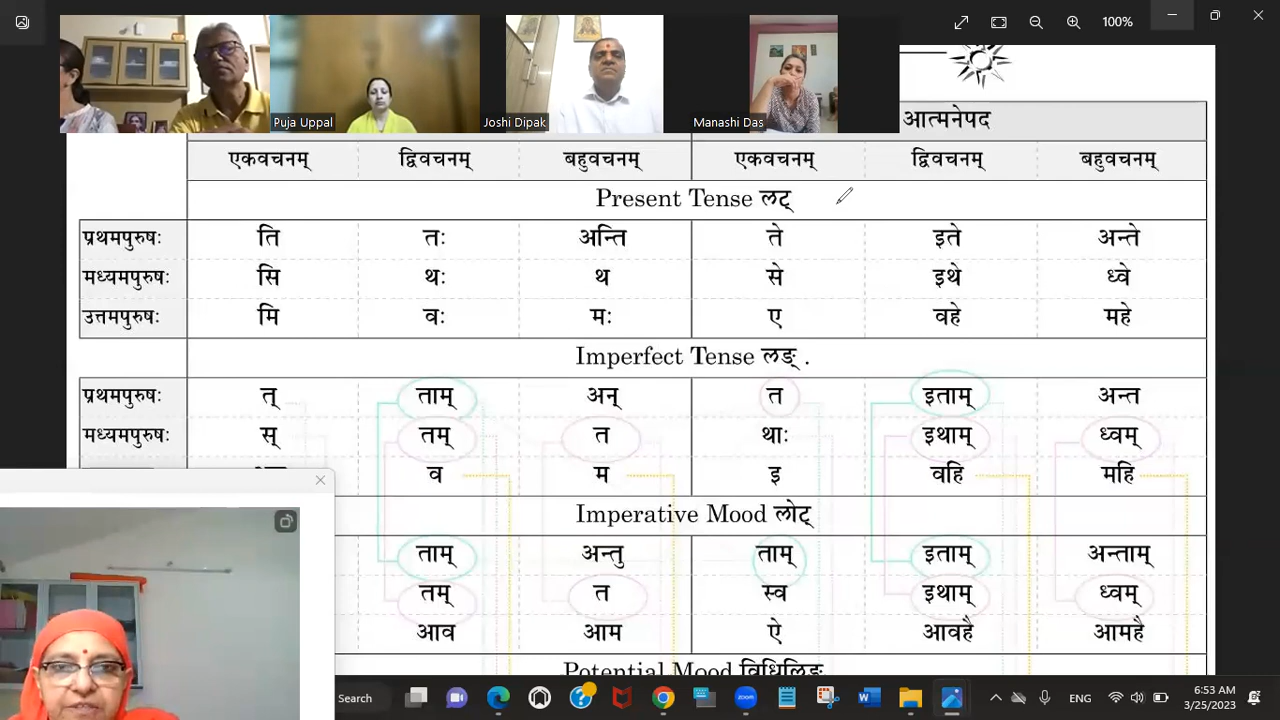 100%
Puja Uppal
Joshi Dipak
Manashi Das
आत्मनेपद
एकवचनम् द्विवचनम् बहुवचनम् एकवचनम् द्विवचनम् बहुवचनम्
Present Tense लट्
प्रथमपुरुषः ति तः अन्ति ते इते अन्ते
मध्यमपुरुषः सि थः थ से इथे ध्वे
उत्तमपुरुषः मि वः मः ए वहे महे
Imperfect Tense लङ् .
प्रथमपुरुषः त् ताम् अन् त इताम् अन्त
मध्यमपुरुषः स् तम् त थाः इथाम् ध्वम्
व म इ वहि महि
Imperative Mood लोट्
ताम् अन्तु ताम् इताम् अन्ताम्
तम् त स्व इथाम् ध्वम्
आव आम ऐ आवहै आमहै
Potential Mood विधिलिङ्
Search
zoom
ENG
6:53 AM
3/25/2023